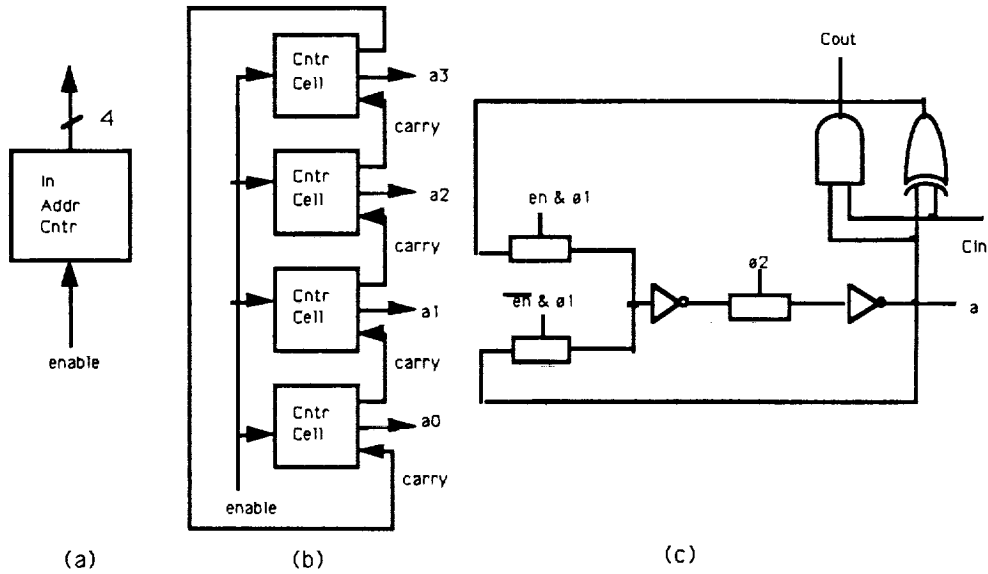 4
In
Addr
Cntr
enable
(a)
Cntr
Cell
a3
carry
Cntr
Cell
a2
carry
Cntr
Cell
a1
carry
Cntr
Cell
a0
carry
enable
(b)
Cout
en & ø1
Cin
ø2
e̅n̅ & ø1
a
(c)